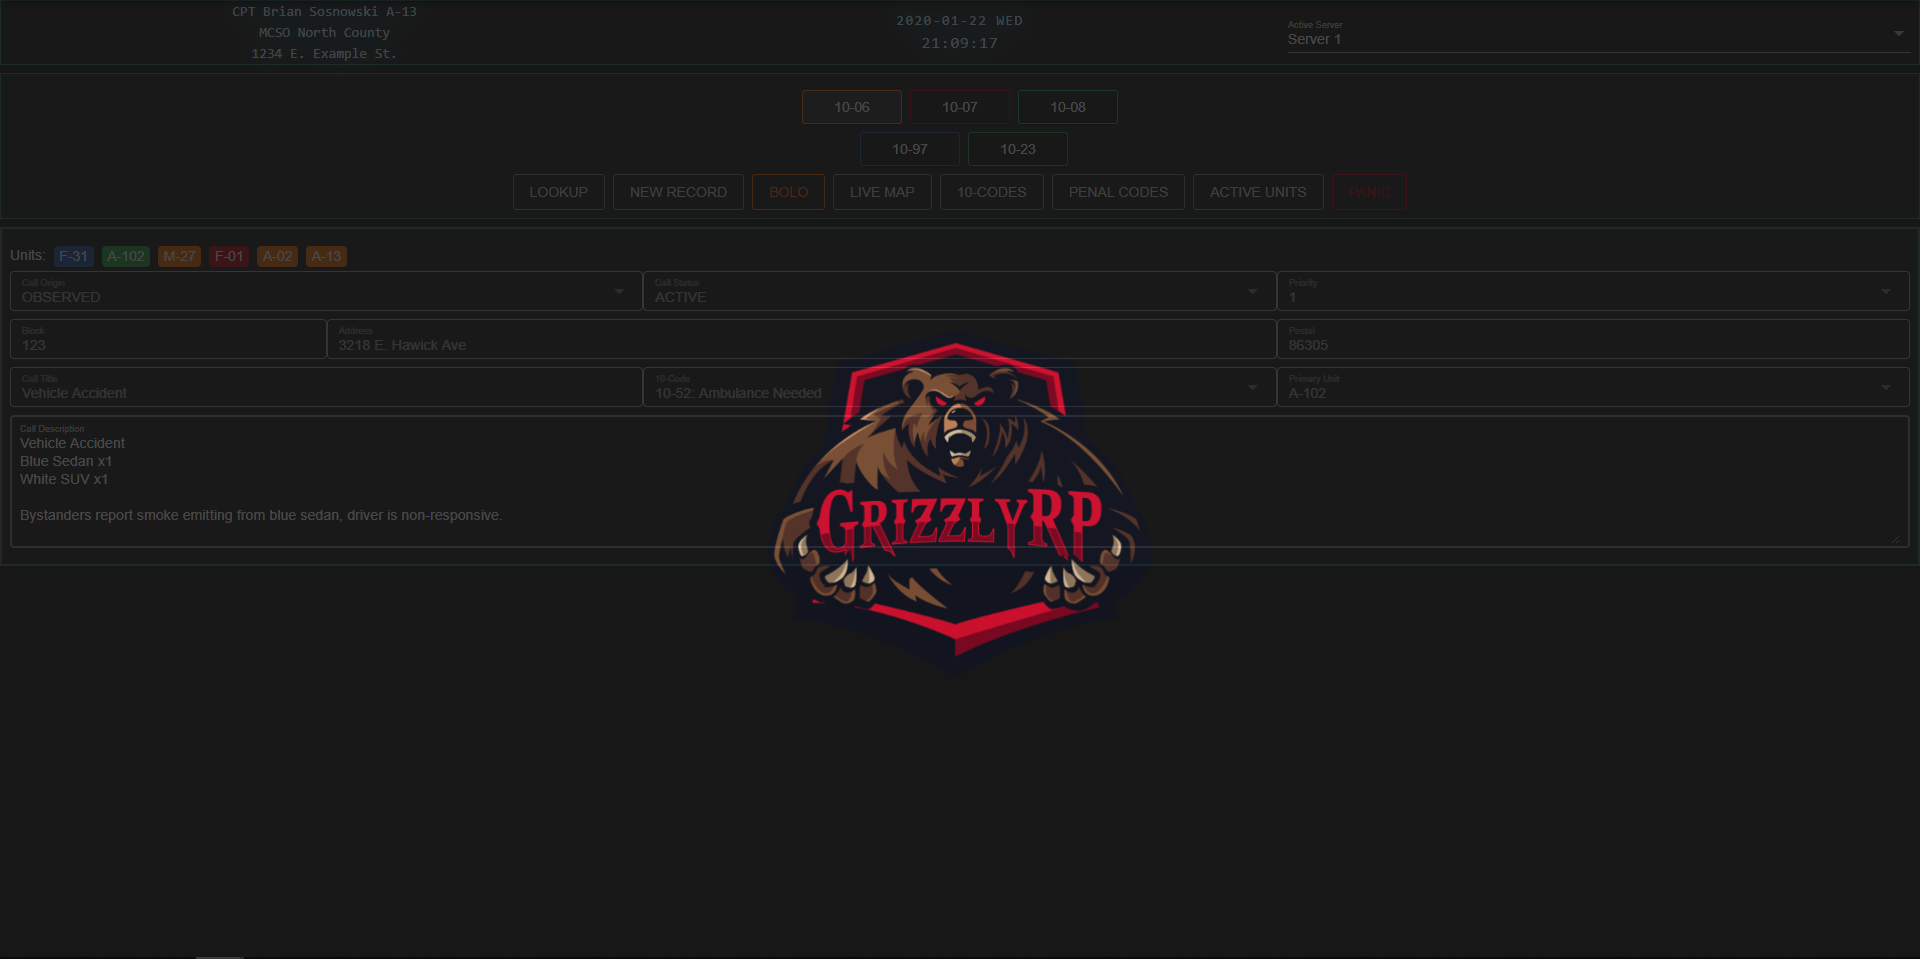 CPT Brian Sosnowski A-13
MCSO North County
1234 E. Example St.
2020-01-22 WED
21:09:17
Active Server
Server 1
10-06 10-07 10-08
10-97 10-23
LOOKUP NEW RECORD BOLO LIVE MAP 10-CODES PENAL CODES ACTIVE UNITS PANIC
Units: F-31 A-102 M-27 F-01 A-02 A-13
Call Origin
OBSERVED
Call Status
ACTIVE
Priority
1
Block
123
Address
3218 E. Hawick Ave
Postal
86305
Call Title
Vehicle Accident
10-Code
10-52: Ambulance Needed
Primary Unit
A-102
Call Description
Vehicle Accident
Blue Sedan x1
White SUV x1
Bystanders report smoke emitting from blue sedan, driver is non-responsive.
GrizzlyRP